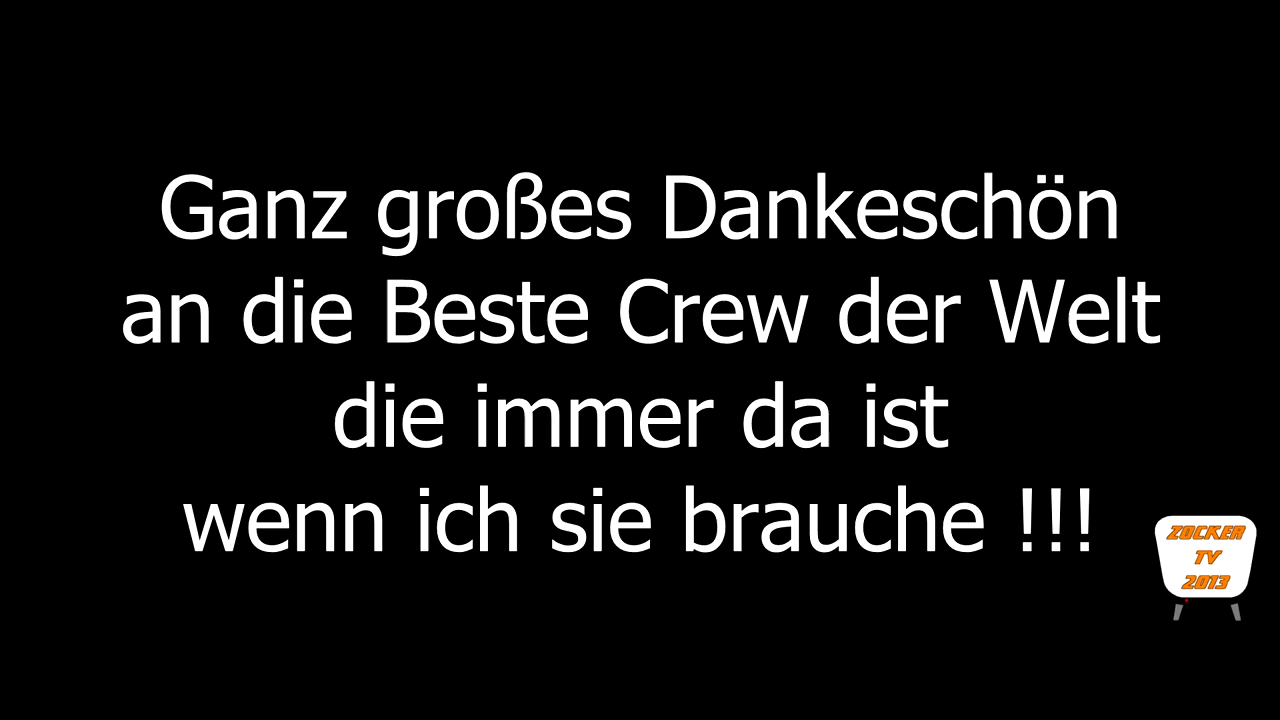 Ganz großes Dankeschön
an die Beste Crew der Welt
die immer da ist
wenn ich sie brauche !!!
ZOCKER
TV
2013